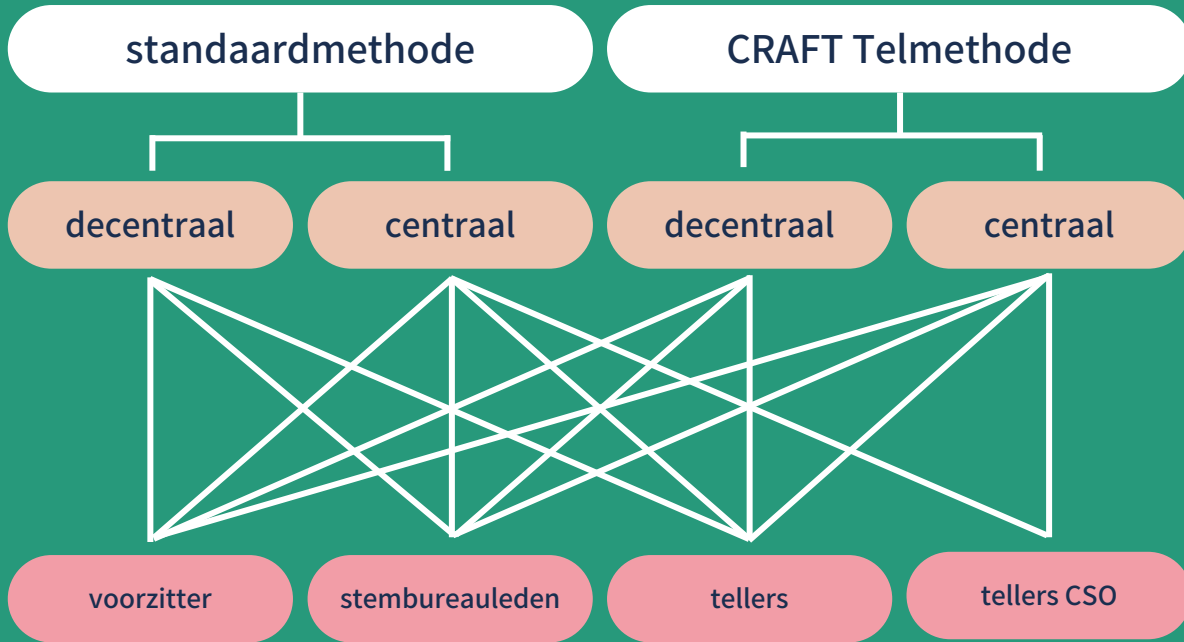 standaardmethode
CRAFT Telmethode
decentraal
centraal
decentraal
centraal
voorzitter
stembureauleden
tellers
tellers CSO